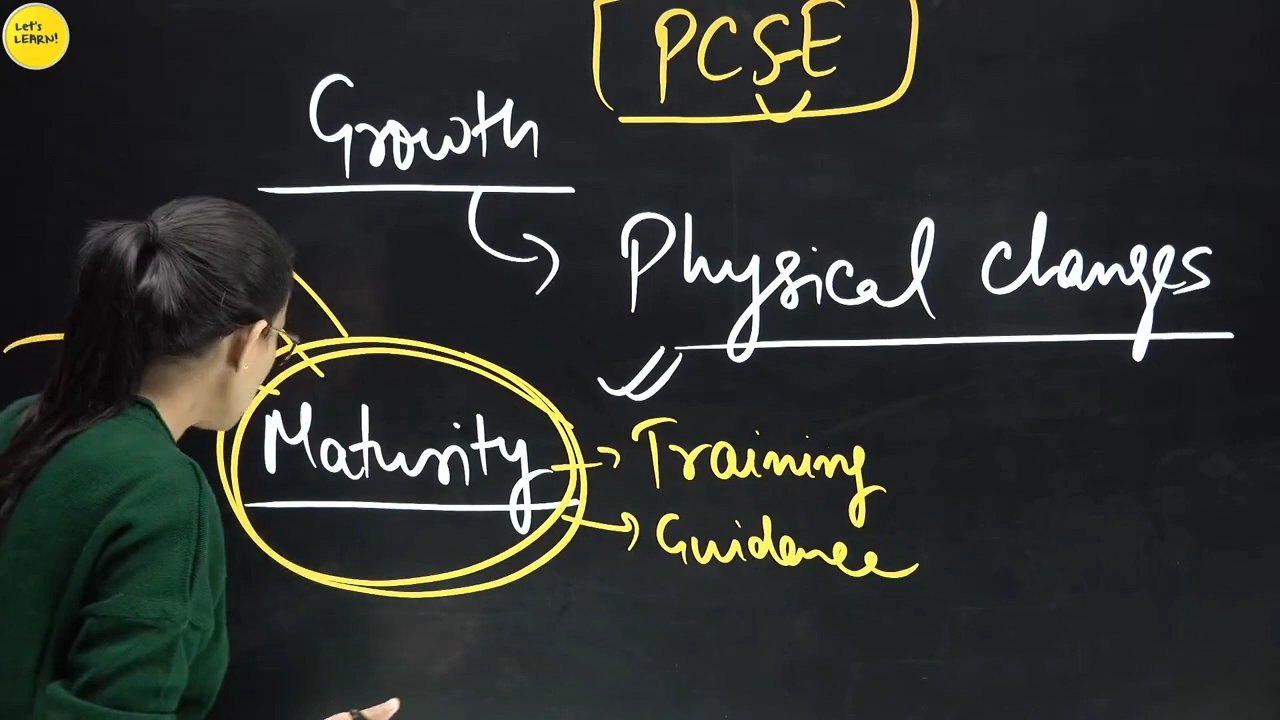 Let's
LEARN!
PCSE
Growth
Physical changes
Maturity
Training
Guidance